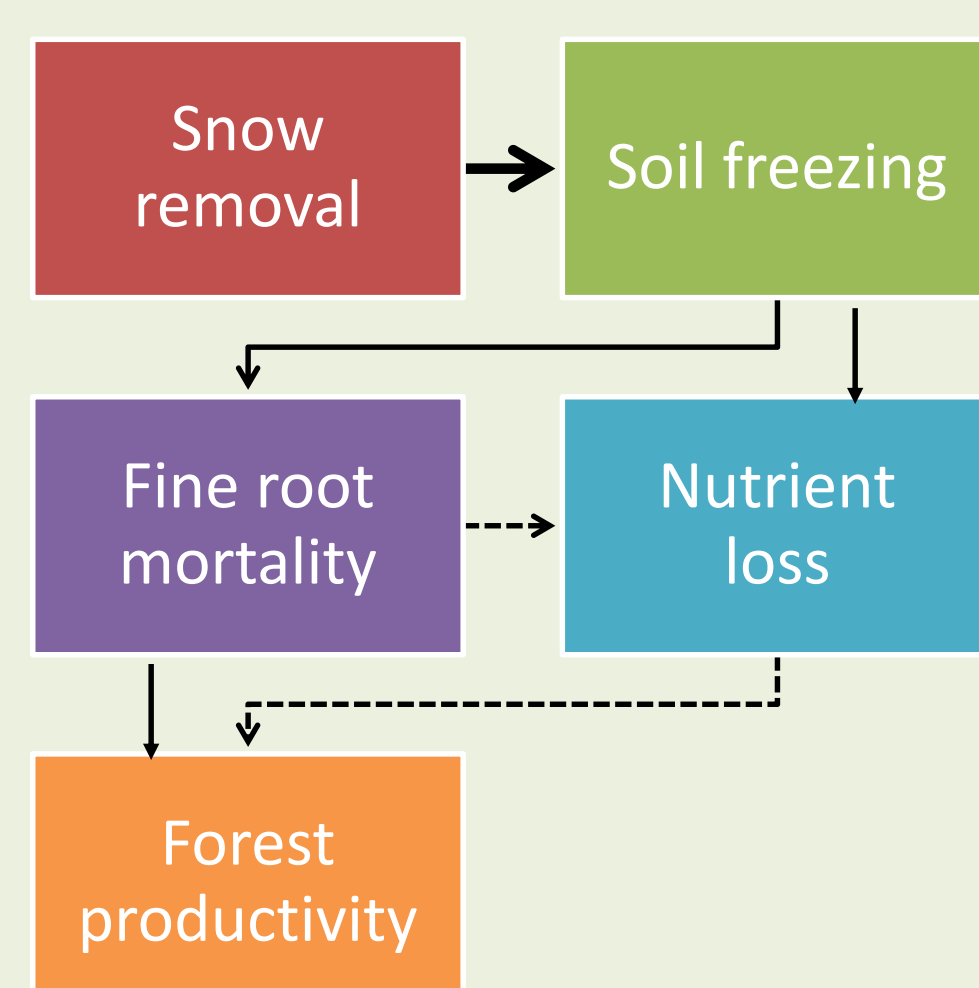 Snow
removal
Soil freezing
Fine root
mortality
Nutrient
loss
Forest
productivity